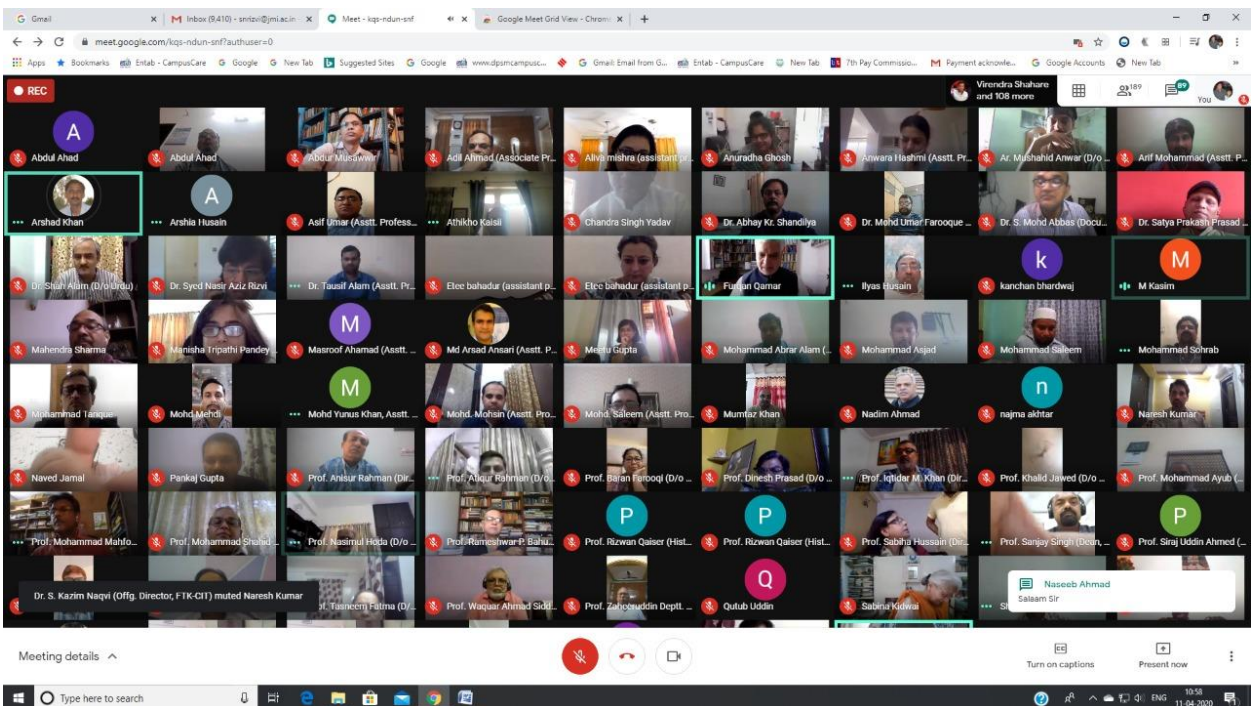 Gmail
Inbox (9,410) - snrizvi@jmi.ac.in -
Meet - kqs-ndun-snf
Google Meet Grid View - Chrom
meet.google.com/kqs-ndun-snf?authuser=0
Apps Bookmarks Entab - CampusCare Google New Tab Suggested Sites Google www.dpsmcampusc... Gmail: Email from G... Entab - CampusCare New Tab 7th Pay Commissio... Payment acknowle... Google Accounts New Tab
REC
Virendra Shahare
and 108 more
189
89
You
A
Abdul Ahad Abdul Ahad Abdur Musawwir Adil Ahmad (Associate Pr... Aliva mishra (assistant pr... Anuradha Ghosh Anwara Hashmi (Asstt. Pr... Ar. Mushahid Anwar (D/o ... Arif Mohammad (Asstt. P...
A
Arshad Khan Arshia Husain Asif Umar (Asstt. Profess... Athikho Kaisii Chandra Singh Yadav Dr. Abhay Kr. Shandilya Dr. Mohd Umar Farooque ... Dr. S. Mohd Abbas (Docu... Dr. Satya Prakash Prasad ...
k M
Dr. Shah Alam (D/o Urdu) Dr. Syed Nasir Aziz Rizvi Dr. Tausif Alam (Asstt. Pr... Etee bahadur (assistant p... Etee bahadur (assistant p... Furqan Qamar Ilyas Husain kanchan bhardwaj M Kasim
M
Mahendra Sharma Manisha Tripathi Pandey Masroof Ahamad (Asstt. ... Md Arsad Ansari (Asstt. P... Meetu Gupta Mohammad Abrar Alam (... Mohammad Asjad Mohammad Saleem Mohammad Sohrab
M n
Mohammad Tarique Mohd Mehdi Mohd Yunus Khan, Asstt. ... Mohd. Mohsin (Asstt. Pro... Mohd. Saleem (Asstt. Pro... Mumtaz Khan Nadim Ahmad najma akhtar Naresh Kumar
Naved Jamal Pankaj Gupta Prof. Anisur Rahman (Dir... Prof. Atiqur Rahman (D/o... Prof. Baran Farooqi (D/o ... Prof. Dinesh Prasad (D/o ... Prof. Iqtidar M. Khan (Dir... Prof. Khalid Jawed (D/o ... Prof. Mohammad Ayub (...
P P P
Prof. Mohammad Mahfo... Prof. Mohammad Shahid ... Prof. Nasimul Hoda (D/o ... Prof. Rameshwar P. Bahu... Prof. Rizwan Qaiser (Hist... Prof. Rizwan Qaiser (Hist... Prof. Sabiha Hussain (Dir... Prof. Sanjay Singh (Dean, ... Prof. Siraj Uddin Ahmed (...
Q
Dr. S. Kazim Naqvi (Offg. Director, FTK-CIT) muted Naresh Kumar
Prof. Tasneem Fatma (D/... Prof. Waquar Ahmad Sidd... Prof. Zaheeruddin Deptt. ... Qutub Uddin Sabina Kidwai
Naseeb Ahmad
Salaam Sir
Meeting details
Turn on captions
Present now
Type here to search
ENG
10:58
11-04-2020